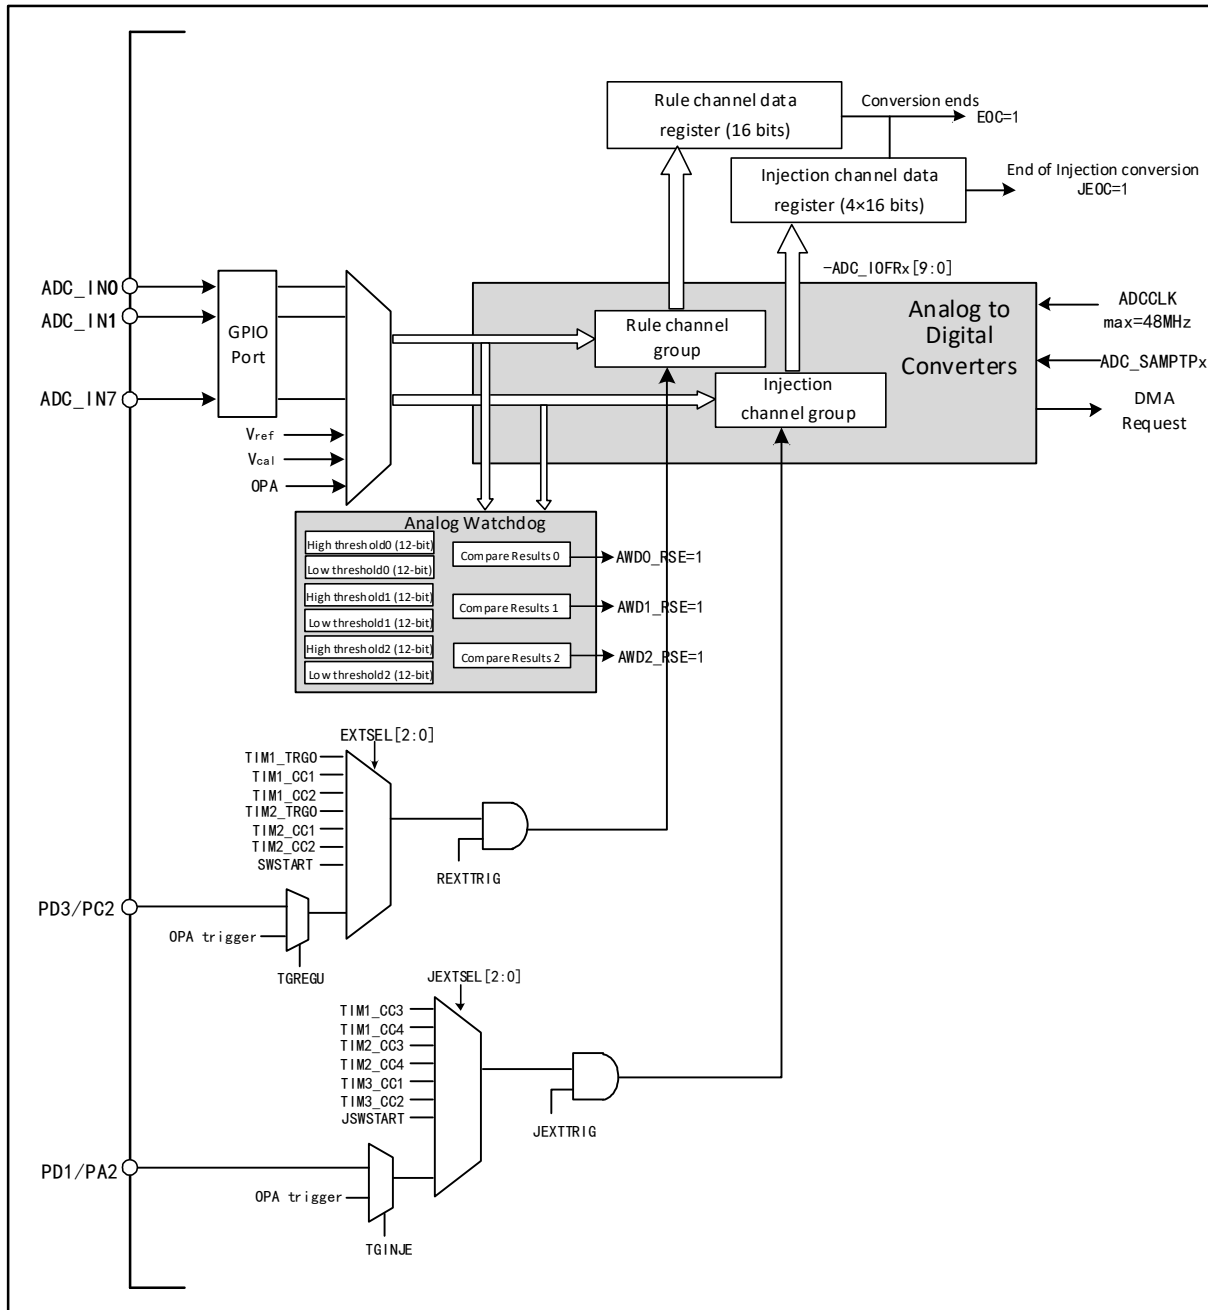 Rule channel data
register (16 bits)
Conversion ends
EOC=1
Injection channel data
register (4×16 bits)
End of Injection conversion
JEOC=1
-ADC_IOFRx[9:0]
ADC_IN0
ADC_IN1
ADC_IN7
GPIO
Port
Vref
Vcal
OPA
Rule channel
group
Injection
channel group
Analog to
Digital
Converters
ADCCLK
max=48MHz
ADC_SAMPTPx
DMA
Request
Analog Watchdog
High threshold0 (12-bit)
Low threshold0 (12-bit)
High threshold1 (12-bit)
Low threshold1 (12-bit)
High threshold2 (12-bit)
Low threshold2 (12-bit)
Compare Results 0
Compare Results 1
Compare Results 2
AWD0_RSE=1
AWD1_RSE=1
AWD2_RSE=1
EXTSEL[2:0]
TIM1_TRGO
TIM1_CC1
TIM1_CC2
TIM2_TRGO
TIM2_CC1
TIM2_CC2
SWSTART
REXTTRIG
PD3/PC2
OPA trigger
TGREGU
JEXTSEL[2:0]
TIM1_CC3
TIM1_CC4
TIM2_CC3
TIM2_CC4
TIM3_CC1
TIM3_CC2
JSWSTART
JEXTTRIG
PD1/PA2
OPA trigger
TGINJE